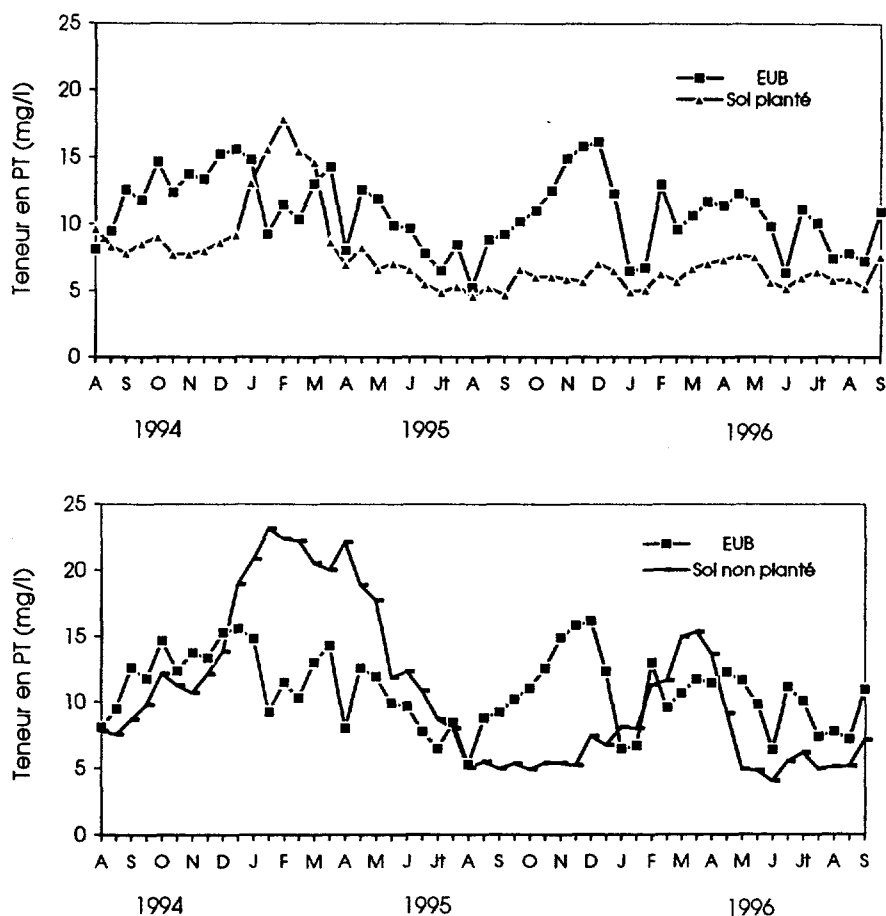 25
20
15
10
5
0
Teneur en PT (mg/l)
EUB
Sol planté
A S O N D J F M A M J Jt A S O N D J F M A M J Jt A S
1994 1995 1996
25
20
15
10
5
0
Teneur en PT (mg/l)
EUB
Sol non planté
A S O N D J F M A M J Jt A S O N D J F M A M J Jt A S
1994 1995 1996